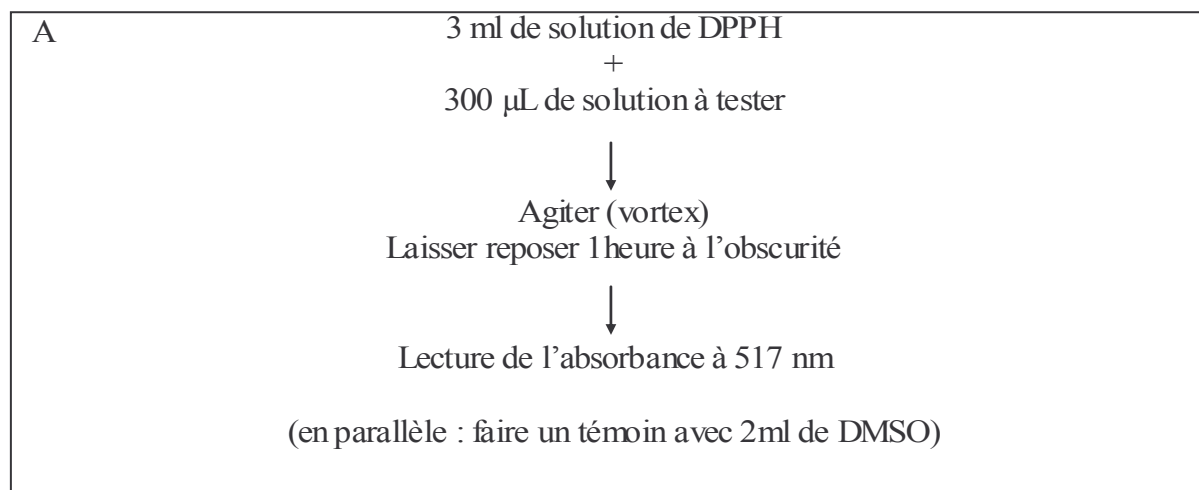 A
3 ml de solution de DPPH
+
300 μL de solution à tester
Agiter (vortex)
Laisser reposer 1heure à l’obscurité
Lecture de l’absorbance à 517 nm
(en parallèle : faire un témoin avec 2ml de DMSO)